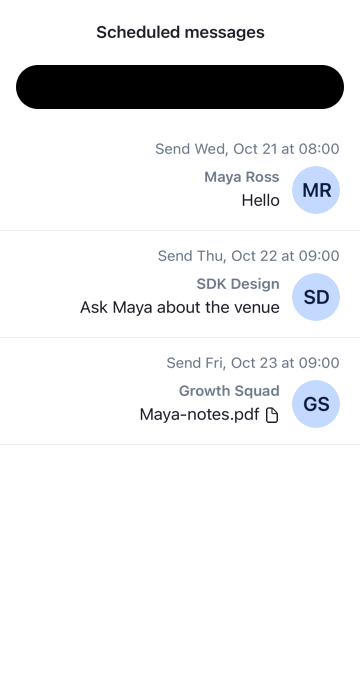 Scheduled messages
Send Wed, Oct 21 at 08:00
Maya Ross
MR
Hello
Send Thu, Oct 22 at 09:00
SDK Design
SD
Ask Maya about the venue
Send Fri, Oct 23 at 09:00
Growth Squad
GS
Maya-notes.pdf